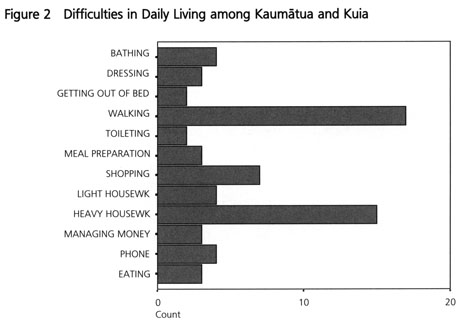 Figure 2 Difficulties in Daily Living among Kaumātua and Kuia
BATHING
DRESSING
GETTING OUT OF BED
WALKING
TOILETING
MEAL PREPARATION
SHOPPING
LIGHT HOUSEWK
HEAVY HOUSEWK
MANAGING MONEY
PHONE
EATING
0 10 20
Count